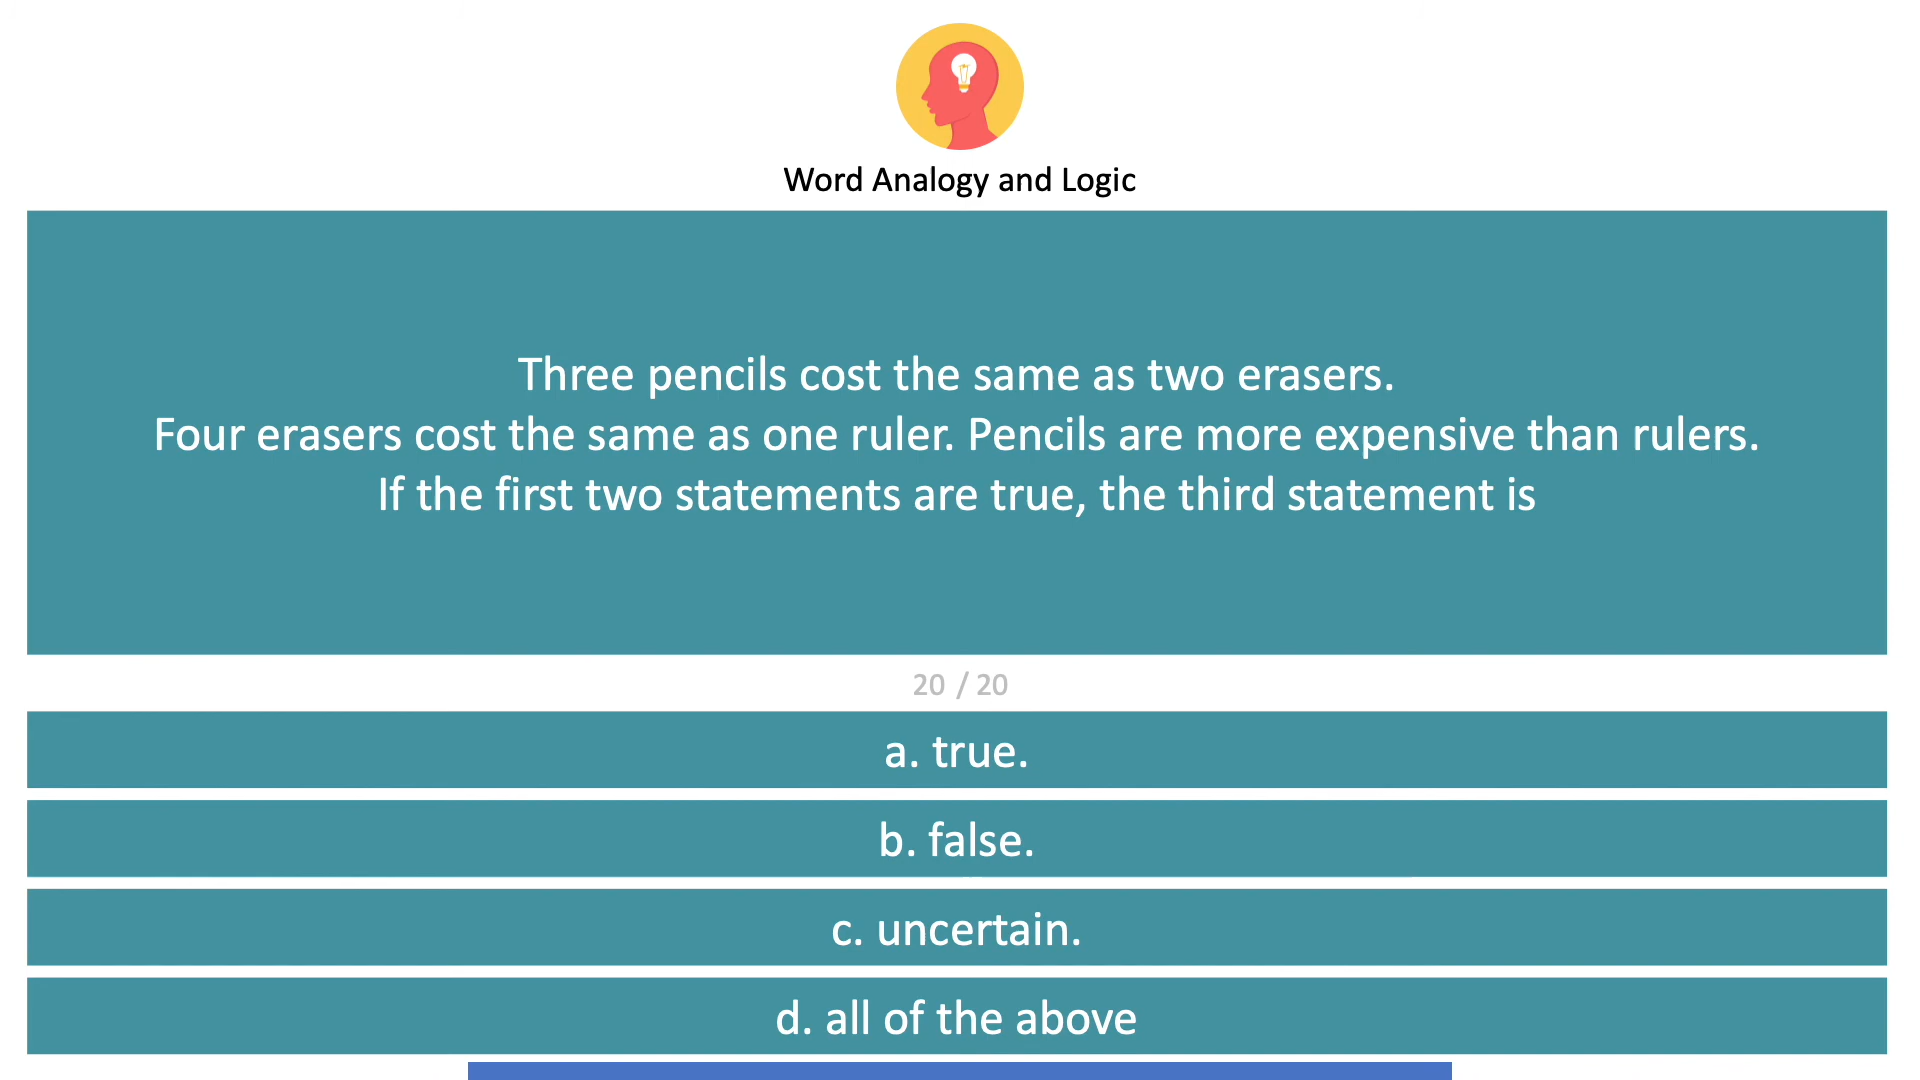 Word Analogy and Logic
Three pencils cost the same as two erasers.
Four erasers cost the same as one ruler. Pencils are more expensive than rulers.
If the first two statements are true, the third statement is
20 / 20
a. true.
b. false.
c. uncertain.
d. all of the above